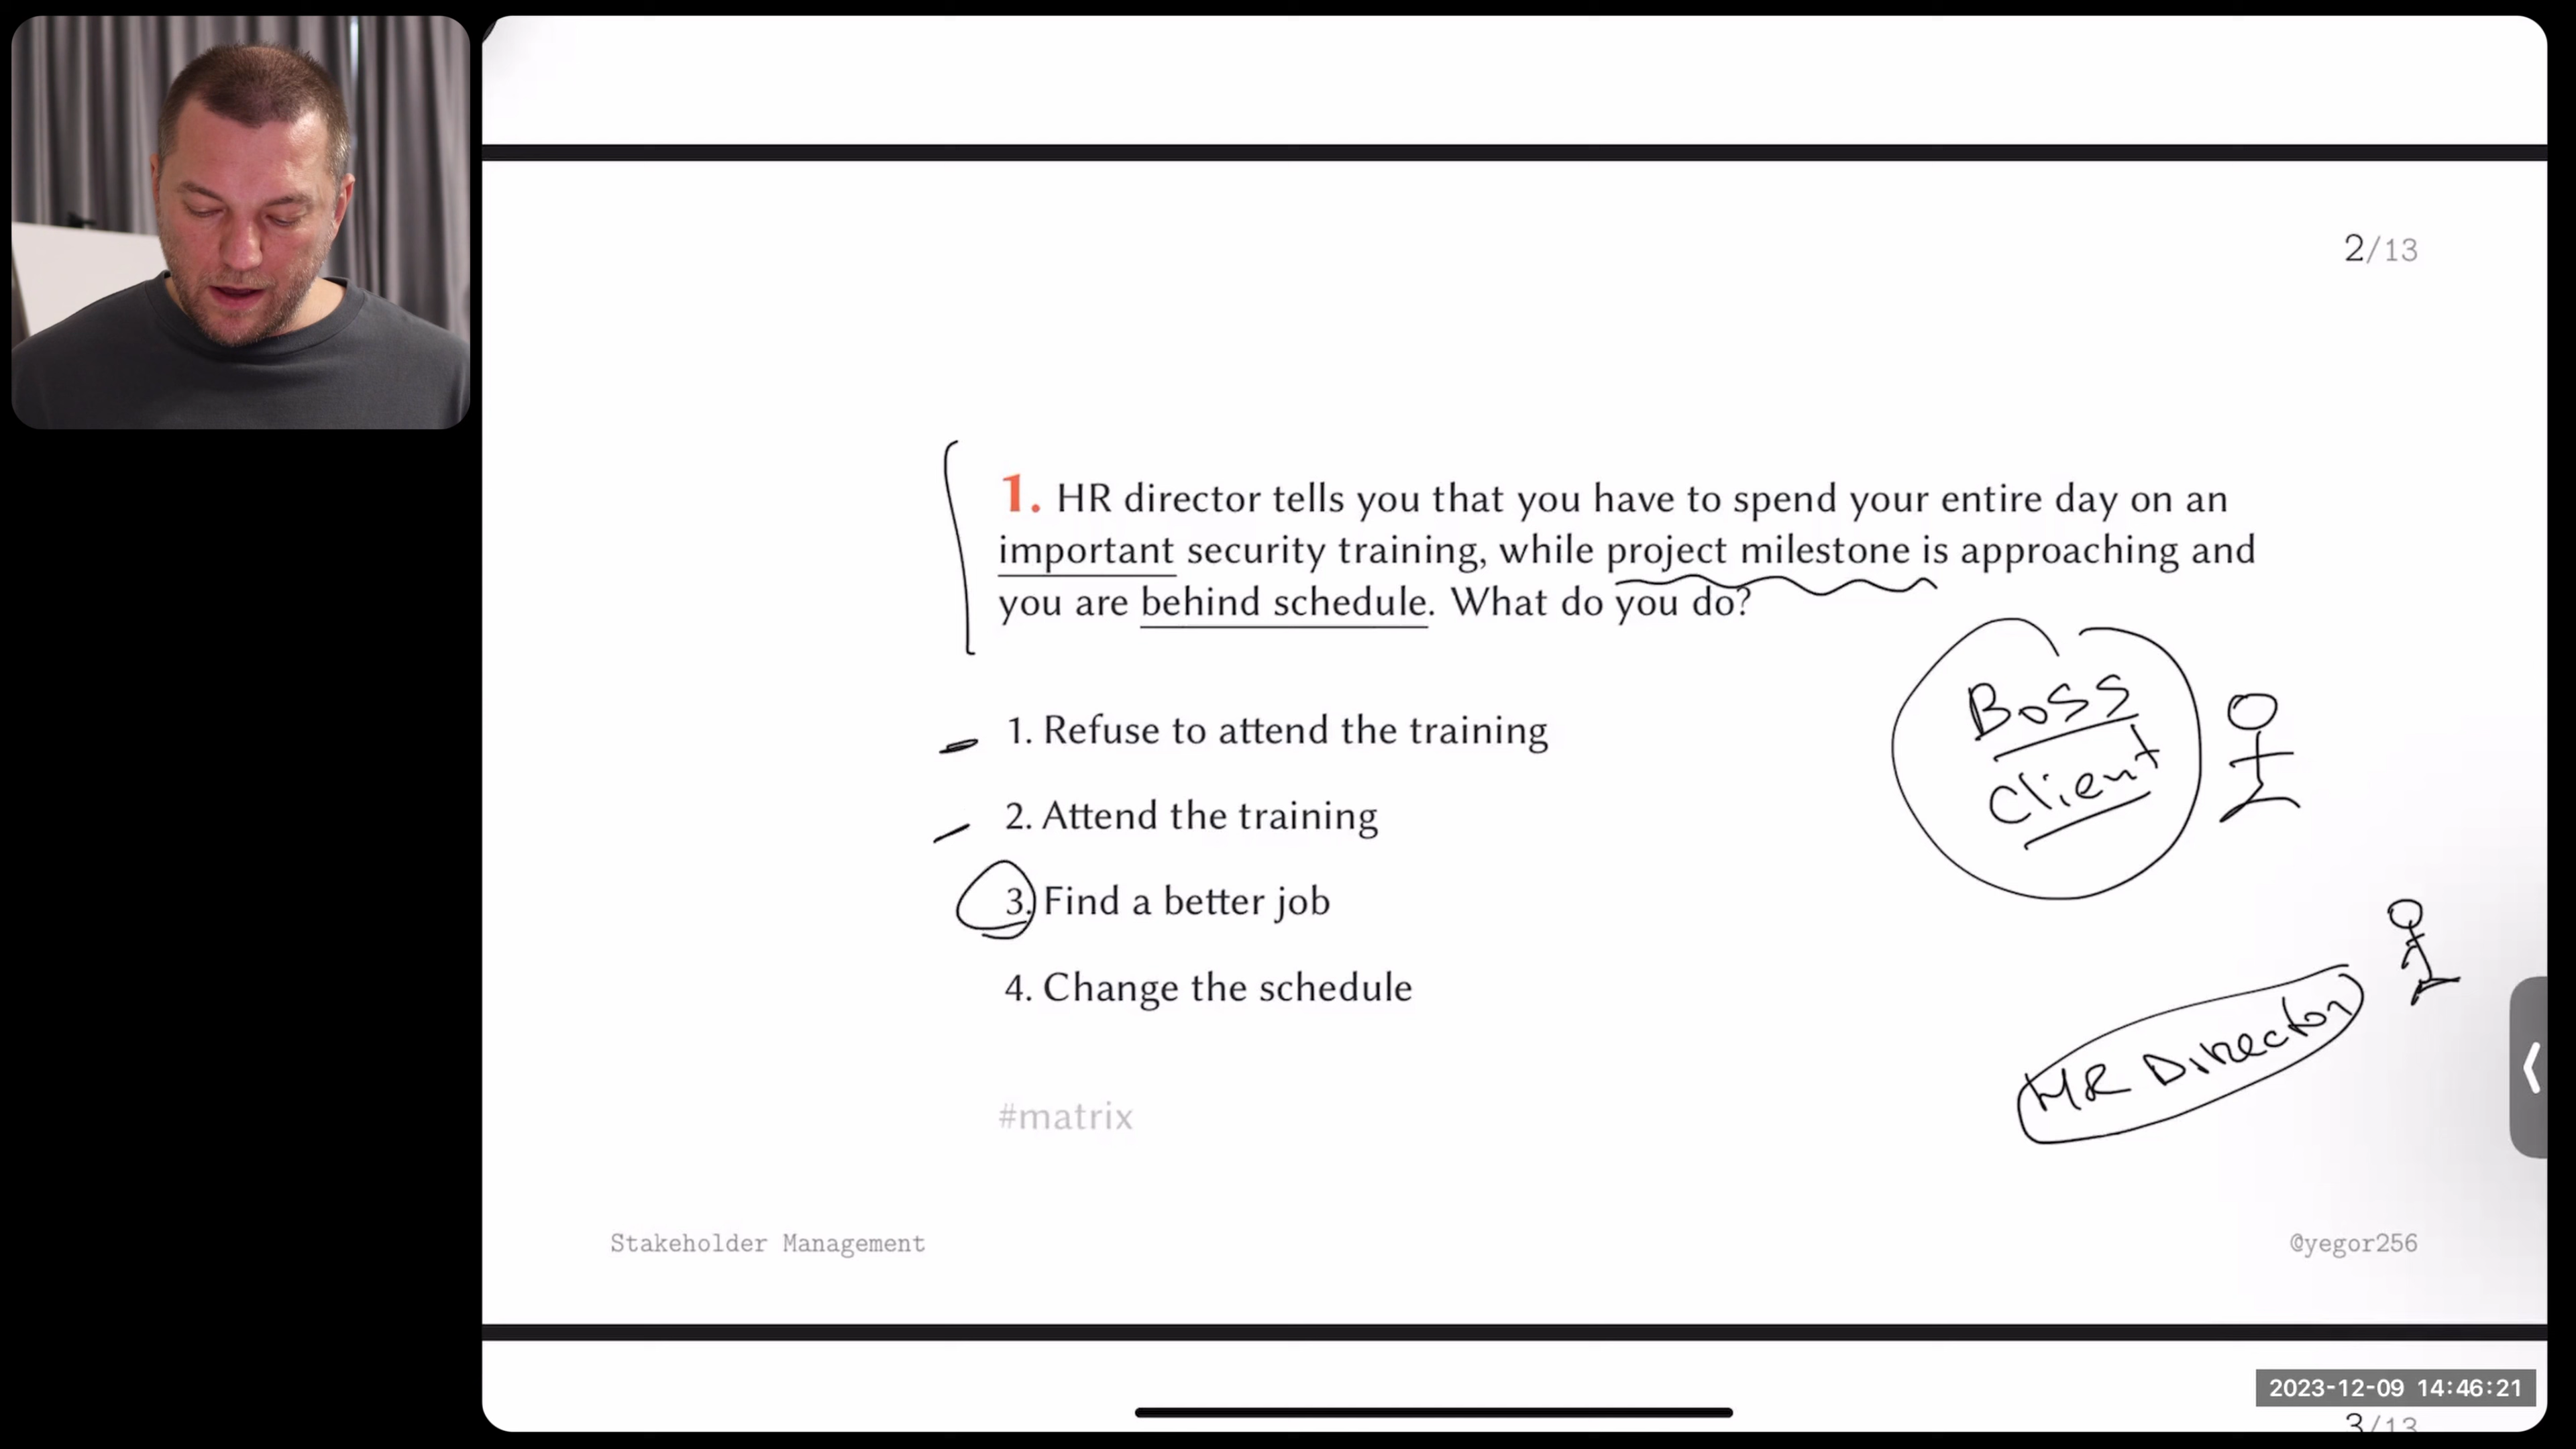 2/13
1. HR director tells you that you have to spend your entire day on an
important security training, while project milestone is approaching and
you are behind schedule. What do you do?
1. Refuse to attend the training
2. Attend the training
3. Find a better job
4. Change the schedule
Boss
Client
HR Director
#matrix
Stakeholder Management
@yegor256
2023-12-09 14:46:21
3/13